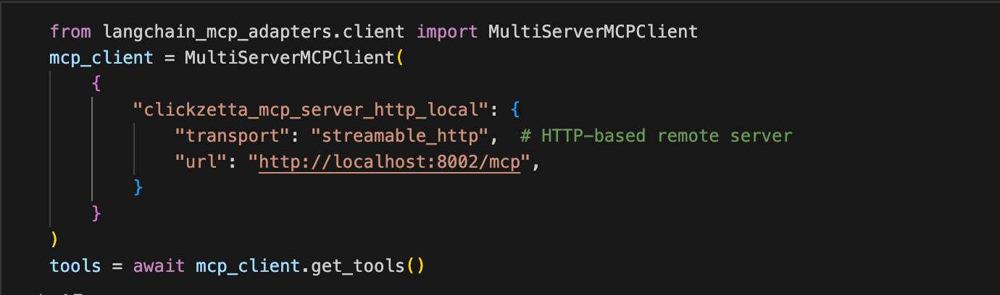 from langchain_mcp_adapters.client import MultiServerMCPClient
mcp_client = MultiServerMCPClient(
{
"clickzetta_mcp_server_http_local": {
"transport": "streamable_http",  # HTTP-based remote server
"url": "http://localhost:8002/mcp",
}
}
)
tools = await mcp_client.get_tools()